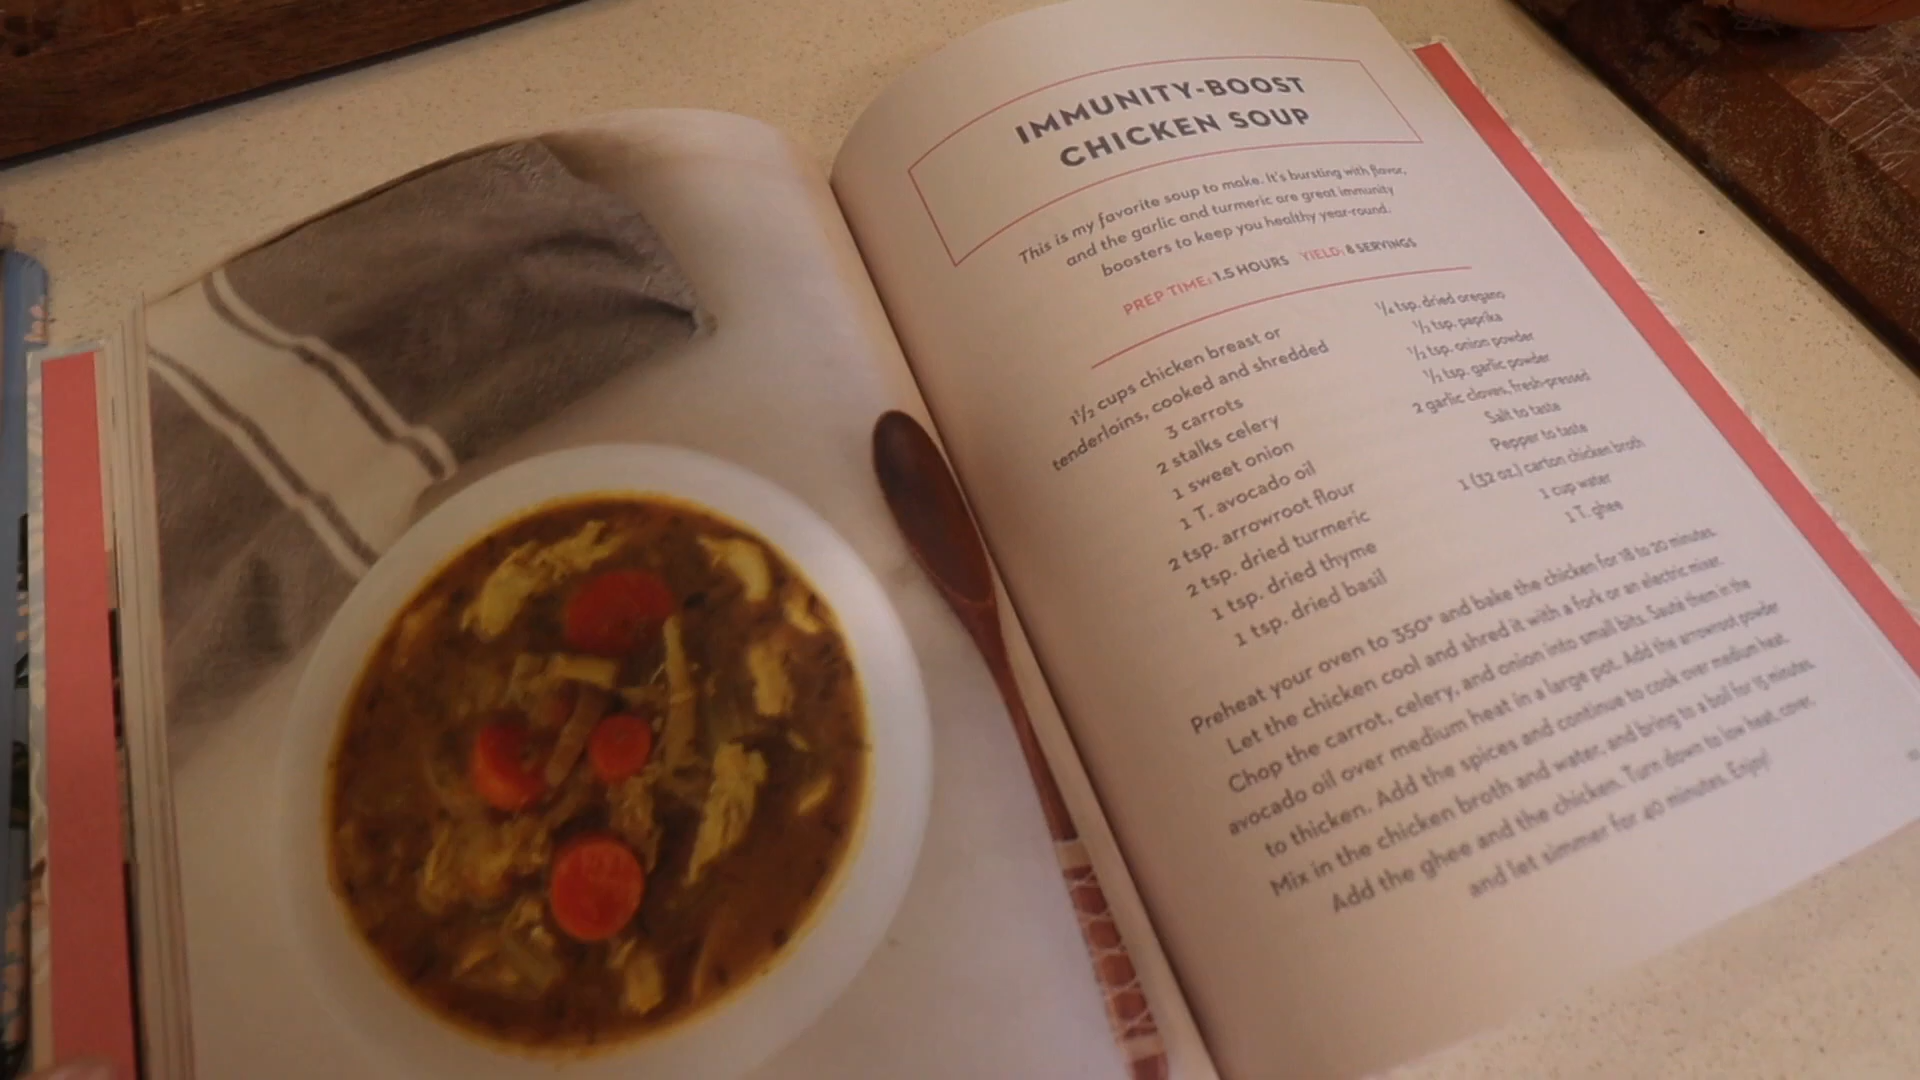 IMMUNITY-BOOST
CHICKEN SOUP
This is my favorite soup to make. It's bursting with flavor,
and the garlic and turmeric are great immunity
boosters to keep you healthy year-round.
PREP TIME: 1.5 HOURS YIELD: 8 SERVINGS
1½ cups chicken breast or
tenderloins, cooked and shredded
3 carrots
2 stalks celery
1 sweet onion
1 T. avocado oil
2 tsp. arrowroot flour
2 tsp. dried turmeric
1 tsp. dried thyme
1 tsp. dried basil
¼ tsp. dried oregano
½ tsp. paprika
½ tsp. onion powder
½ tsp. garlic powder
2 garlic cloves, fresh-pressed
Salt to taste
Pepper to taste
1 (32 oz.) carton chicken broth
1 cup water
1 T. ghee
Preheat your oven to 350° and bake the chicken for 18 to 20 minutes.
Let the chicken cool and shred it with a fork or an electric mixer.
Chop the carrot, celery, and onion into small bits. Sauté them in the
avocado oil over medium heat in a large pot. Add the arrowroot powder
to thicken. Add the spices and continue to cook over medium heat.
Mix in the chicken broth and water, and bring to a boil for 15 minutes.
Add the ghee and the chicken. Turn down to low heat, cover,
and let simmer for 40 minutes. Enjoy!